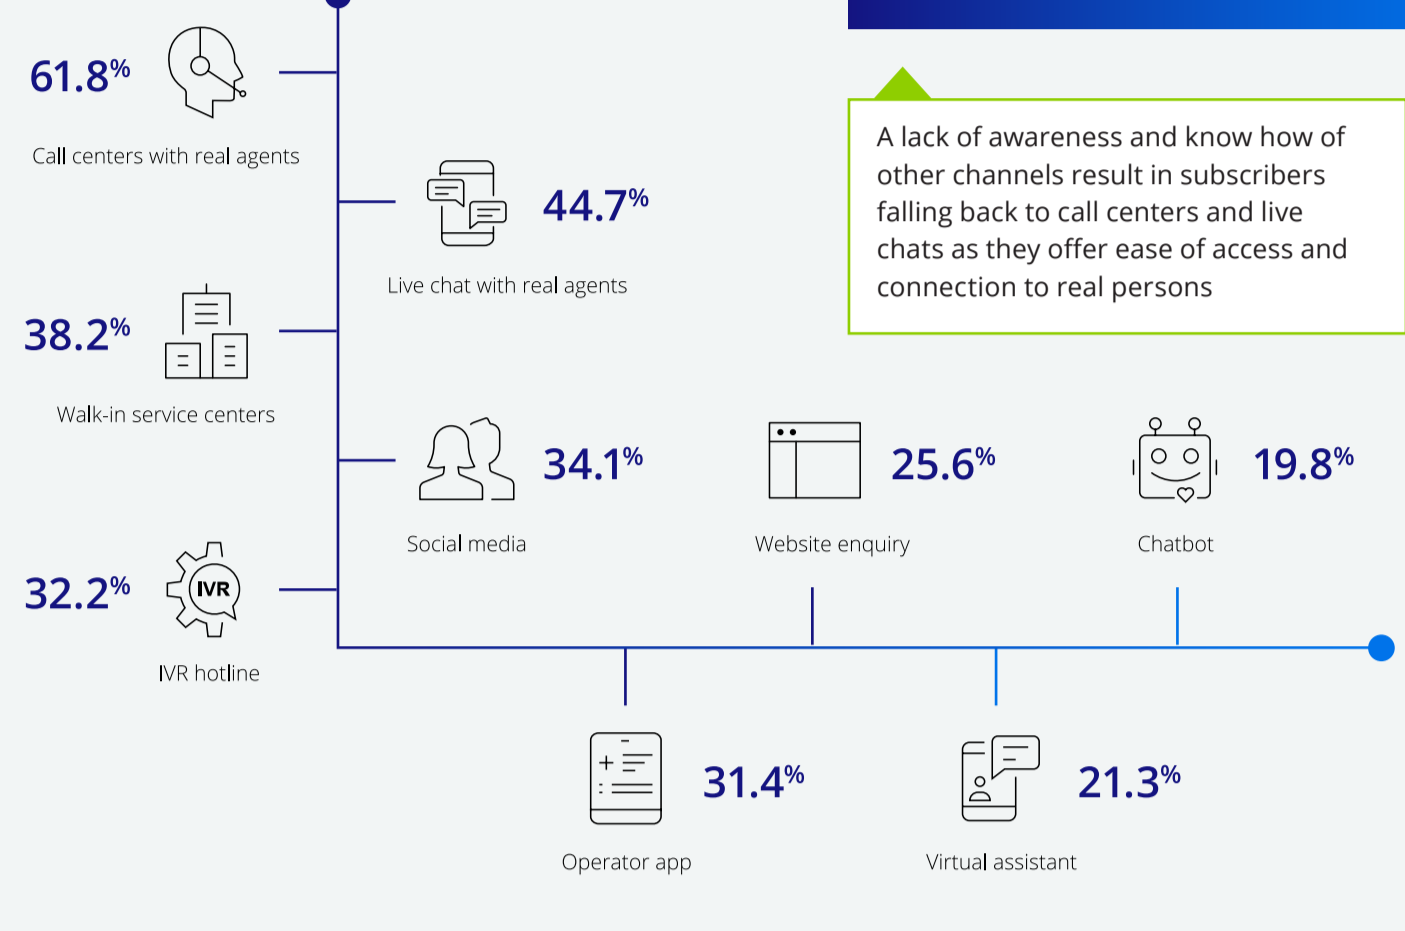 61.8%
Call centers with real agents
44.7%
Live chat with real agents
A lack of awareness and know how of
other channels result in subscribers
falling back to call centers and live
chats as they offer ease of access and
connection to real persons
38.2%
Walk-in service centers
34.1%
Social media
25.6%
Website enquiry
19.8%
Chatbot
32.2%
IVR
IVR hotline
31.4%
Operator app
21.3%
Virtual assistant